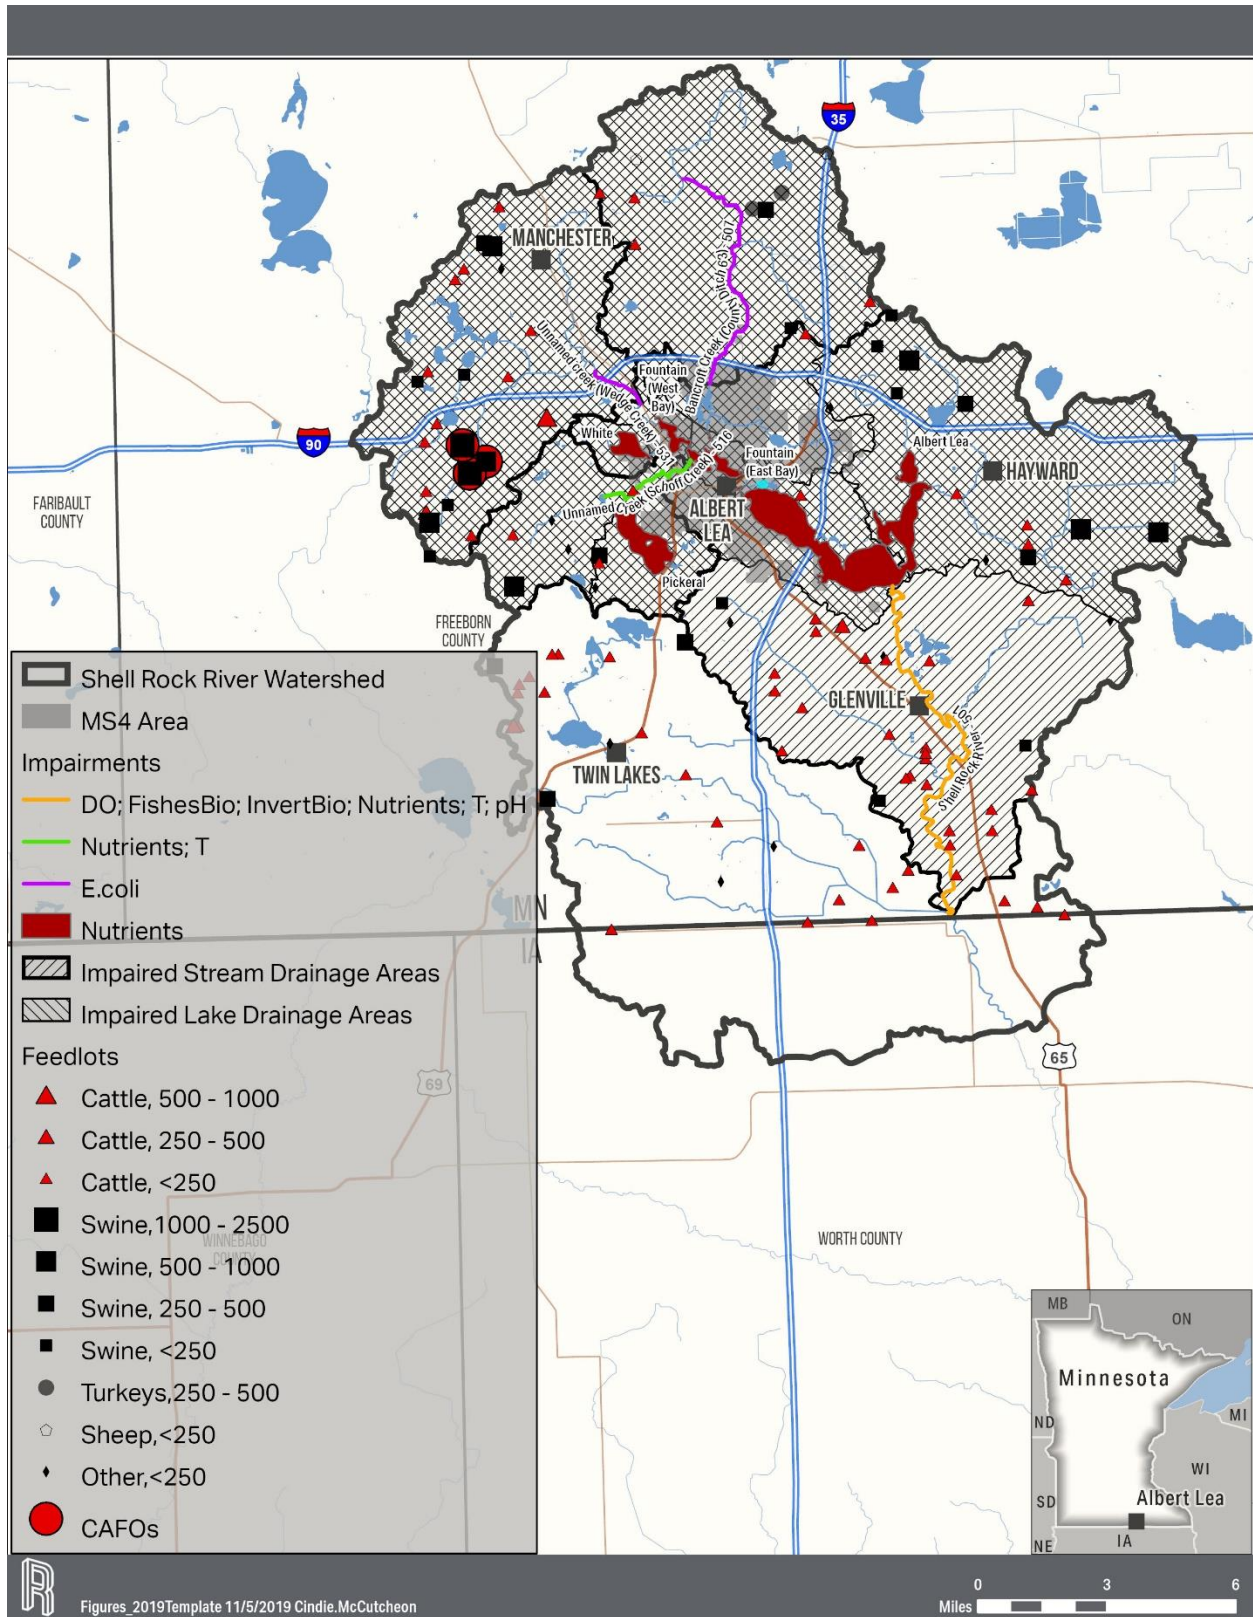 35
MANCHESTER
Bancroft Creek (County Ditch 63) - 507
Unnamed creek (Wedge Creek) - 531
Fountain
(West
Bay)
90
White
Albert Lea
HAYWARD
Fountain
(East Bay)
FARIBAULT
COUNTY
Unnamed Creek (Schoff Creek) - 516
ALBERT
LEA
Pickeral
FREEBORN
COUNTY
GLENVILLE
Shell Rock River - 501
TWIN LAKES
MN
IA
65
69
WINNEBAGO
COUNTY
WORTH COUNTY
Shell Rock River Watershed
MS4 Area
Impairments
DO; FishesBio; InvertBio; Nutrients; T; pH
Nutrients; T
E.coli
Nutrients
Impaired Stream Drainage Areas
Impaired Lake Drainage Areas
Feedlots
Cattle, 500 - 1000
Cattle, 250 - 500
Cattle, <250
Swine,1000 - 2500
Swine, 500 - 1000
Swine, 250 - 500
Swine, <250
Turkeys,250 - 500
Sheep,<250
Other,<250
CAFOs
MB
ON
Minnesota
ND
MI
WI
SD
Albert Lea
NE
IA
Figures_2019Template 11/5/2019 Cindie.McCutcheon
0 3 6
Miles